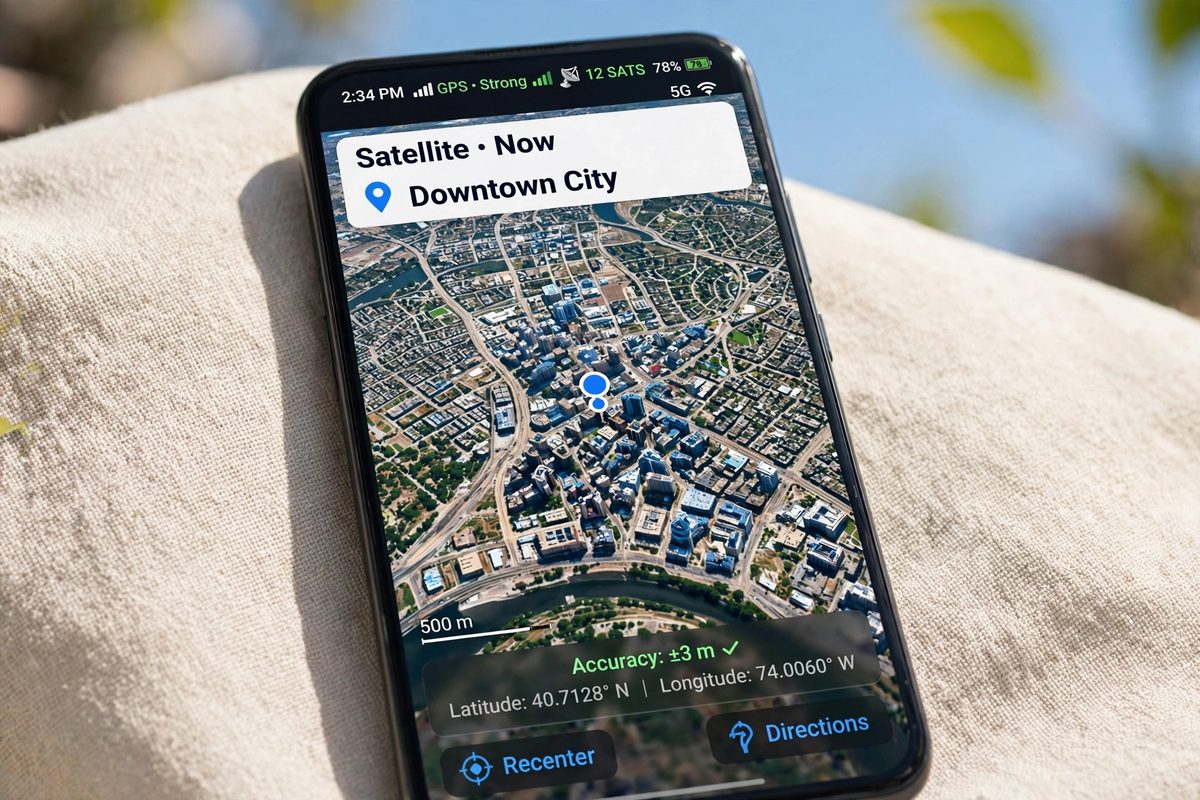 2:34 PM GPS • Strong 12 SATS 78% 78
5G
Satellite • Now
Downtown City
500 m
Accuracy: ±3 m ✓
Latitude: 40.7128° N | Longitude: 74.0060° W
Recenter
Directions